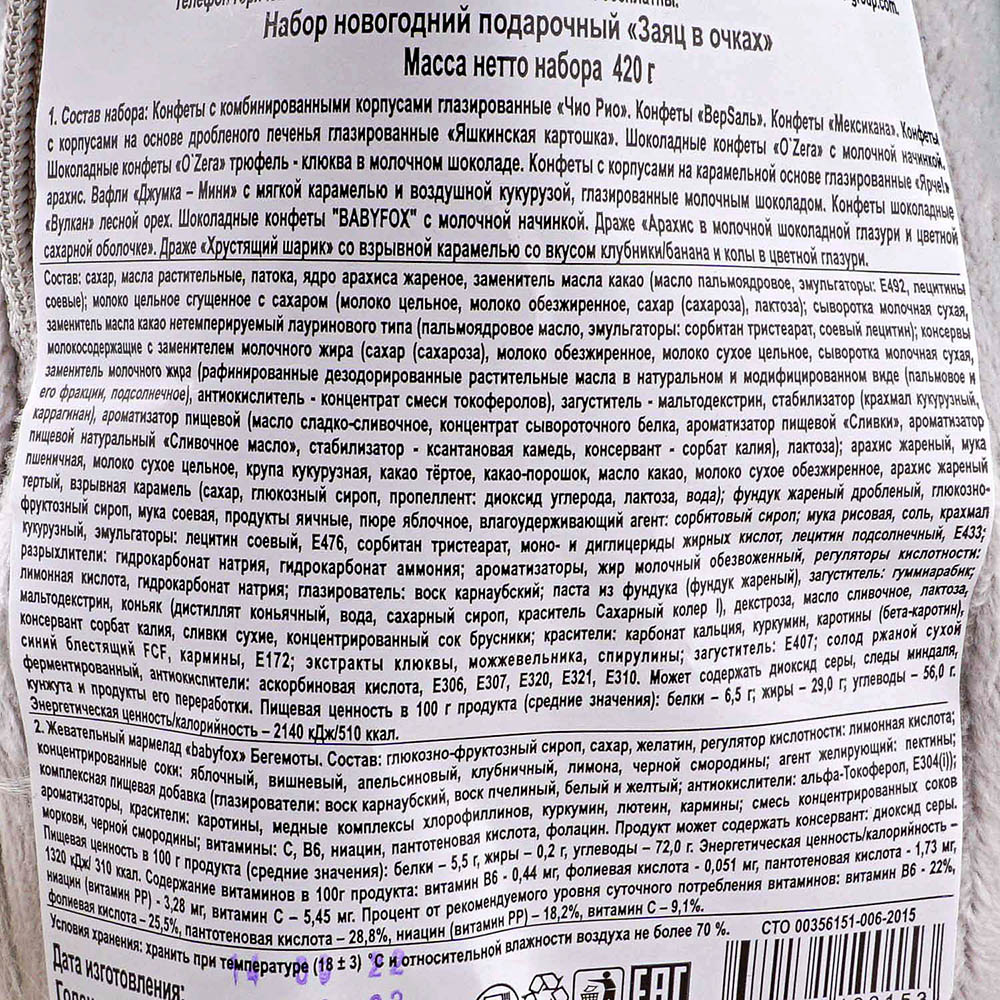 Набор новогодний подарочный «Заяц в очках»
Масса нетто набора 420 г
1. Состав набора: Конфеты с комбинированными корпусами глазированные «Чио Рио». Конфеты «ВерSаль». Конфеты «Мексикана». Конфеты
с корпусами на основе дробленого печенья глазированные «Яшкинская картошка». Шоколадные конфеты «O`Zera» с молочной начинкой.
Шоколадные конфеты «O`Zera» трюфель - клюква в молочном шоколаде. Конфеты с корпусами на карамельной основе глазированные «Ярче!»
арахис. Вафли «Джумка – Мини» с мягкой карамелью и воздушной кукурузой, глазированные молочным шоколадом. Конфеты шоколадные
«Вулкан» лесной орех. Шоколадные конфеты "BABYFOX" с молочной начинкой. Драже «Арахис в молочной шоколадной глазури и цветной
сахарной оболочке». Драже «Хрустящий шарик» со взрывной карамелью со вкусом клубники/банана и колы в цветной глазури.
Состав: сахар, масла растительные, патока, ядро арахиса жареное, заменитель масла какао (масло пальмоядровое, эмульгаторы: Е492, лецитины
соевые); молоко цельное сгущенное с сахаром (молоко цельное, молоко обезжиренное, сахар (сахароза), лактоза); сыворотка молочная сухая,
заменитель масла какао нетемперируемый лауринового типа (пальмоядровое масло, эмульгаторы: сорбитан тристеарат, соевый лецитин); консервы
молокосодержащие с заменителем молочного жира (сахар (сахароза), молоко обезжиренное, молоко сухое цельное, сыворотка молочная сухая,
заменитель молочного жира (рафинированные дезодорированные растительные масла в натуральном и модифицированном виде (пальмовое и
его фракции, подсолнечное), антиокислитель - концентрат смеси токоферолов), загуститель - мальтодекстрин, стабилизатор (крахмал кукурузный,
каррагинан), ароматизатор пищевой (масло сладко-сливочное, концентрат сывороточного белка, ароматизатор пищевой «Сливки», ароматизатор
пищевой натуральный «Сливочное масло», стабилизатор - ксантановая камедь, консервант - сорбат калия), лактоза); арахис жареный, мука
пшеничная, молоко сухое цельное, крупа кукурузная, какао тёртое, какао-порошок, масло какао, молоко сухое обезжиренное, арахис жареный
тертый, взрывная карамель (сахар, глюкозный сироп, пропеллент: диоксид углерода, лактоза, вода); фундук жареный дробленый, глюкозно-
фруктозный сироп, мука соевая, продукты яичные, пюре яблочное, влагоудерживающий агент: сорбитовый сироп; мука рисовая, соль, крахмал
кукурузный, эмульгаторы: лецитин соевый, Е476, сорбитан тристеарат, моно- и диглицериды жирных кислот, лецитин подсолнечный, Е433;
разрыхлители: гидрокарбонат натрия, гидрокарбонат аммония; ароматизаторы, жир молочный обезвоженный, регуляторы кислотности:
лимонная кислота, гидрокарбонат натрия; глазирователь: воск карнаубский; паста из фундука (фундук жареный), загуститель: гуммиарабик;
мальтодекстрин, коньяк (дистиллят коньячный, вода, сахарный сироп, краситель Сахарный колер I), декстроза, масло сливочное, лактоза,
консервант сорбат калия, сливки сухие, концентрированный сок брусники; красители: карбонат кальция, куркумин, каротины (бета-каротин),
синий блестящий FCF, кармины, Е172; экстракты клюквы, можжевельника, спирулины; загуститель: Е407; солод ржаной сухой
ферментированный, антиокислители: аскорбиновая кислота, Е306, Е307, Е320, Е321, Е310. Может содержать диоксид серы, следы миндаля,
кунжута и продукты его переработки. Пищевая ценность в 100 г продукта (средние значения): белки – 6,5 г; жиры – 29,0 г; углеводы – 56,0 г.
Энергетическая ценность/калорийность – 2140 кДж/510 ккал.
2. Жевательный мармелад «babyfox» Бегемоты. Состав: глюкозно-фруктозный сироп, сахар, желатин, регулятор кислотности: лимонная кислота;
концентрированные соки: яблочный, вишневый, апельсиновый, клубничный, лимона, черной смородины; агент желирующий: пектины;
комплексная пищевая добавка (глазирователи: воск карнаубский, воск пчелиный, белый и желтый; антиокислители: альфа-Токоферол, Е304(i));
ароматизаторы, красители: каротины, медные комплексы хлорофиллинов, куркумин, лютеин, кармины; смесь концентрированных соков
моркови, черной смородины; витамины: С, В6, ниацин, пантотеновая кислота, фолацин. Продукт может содержать консервант: диоксид серы.
Пищевая ценность в 100 г продукта (средние значения): белки – 5,5 г, жиры – 0,2 г, углеводы – 72,0 г. Энергетическая ценность/калорийность –
1320 кДж/ 310 ккал. Содержание витаминов в 100г продукта: витамин В6 - 0,44 мг, фолиевая кислота - 0,051 мг, пантотеновая кислота - 1,73 мг,
ниацин (витамин РР) - 3,28 мг, витамин С – 5,45 мг. Процент от рекомендуемого уровня суточного потребления витаминов: витамин В6 - 22%,
фолиевая кислота – 25,5%, пантотеновая кислота – 28,8%, ниацин (витамин РР) – 18,2%, витамин С – 9,1%.
Условия хранения: хранить при температуре (18 ± 3) °С и относительной влажности воздуха не более 70 %. СТО 00356151-006-2015
Дата изготовления:
EAC